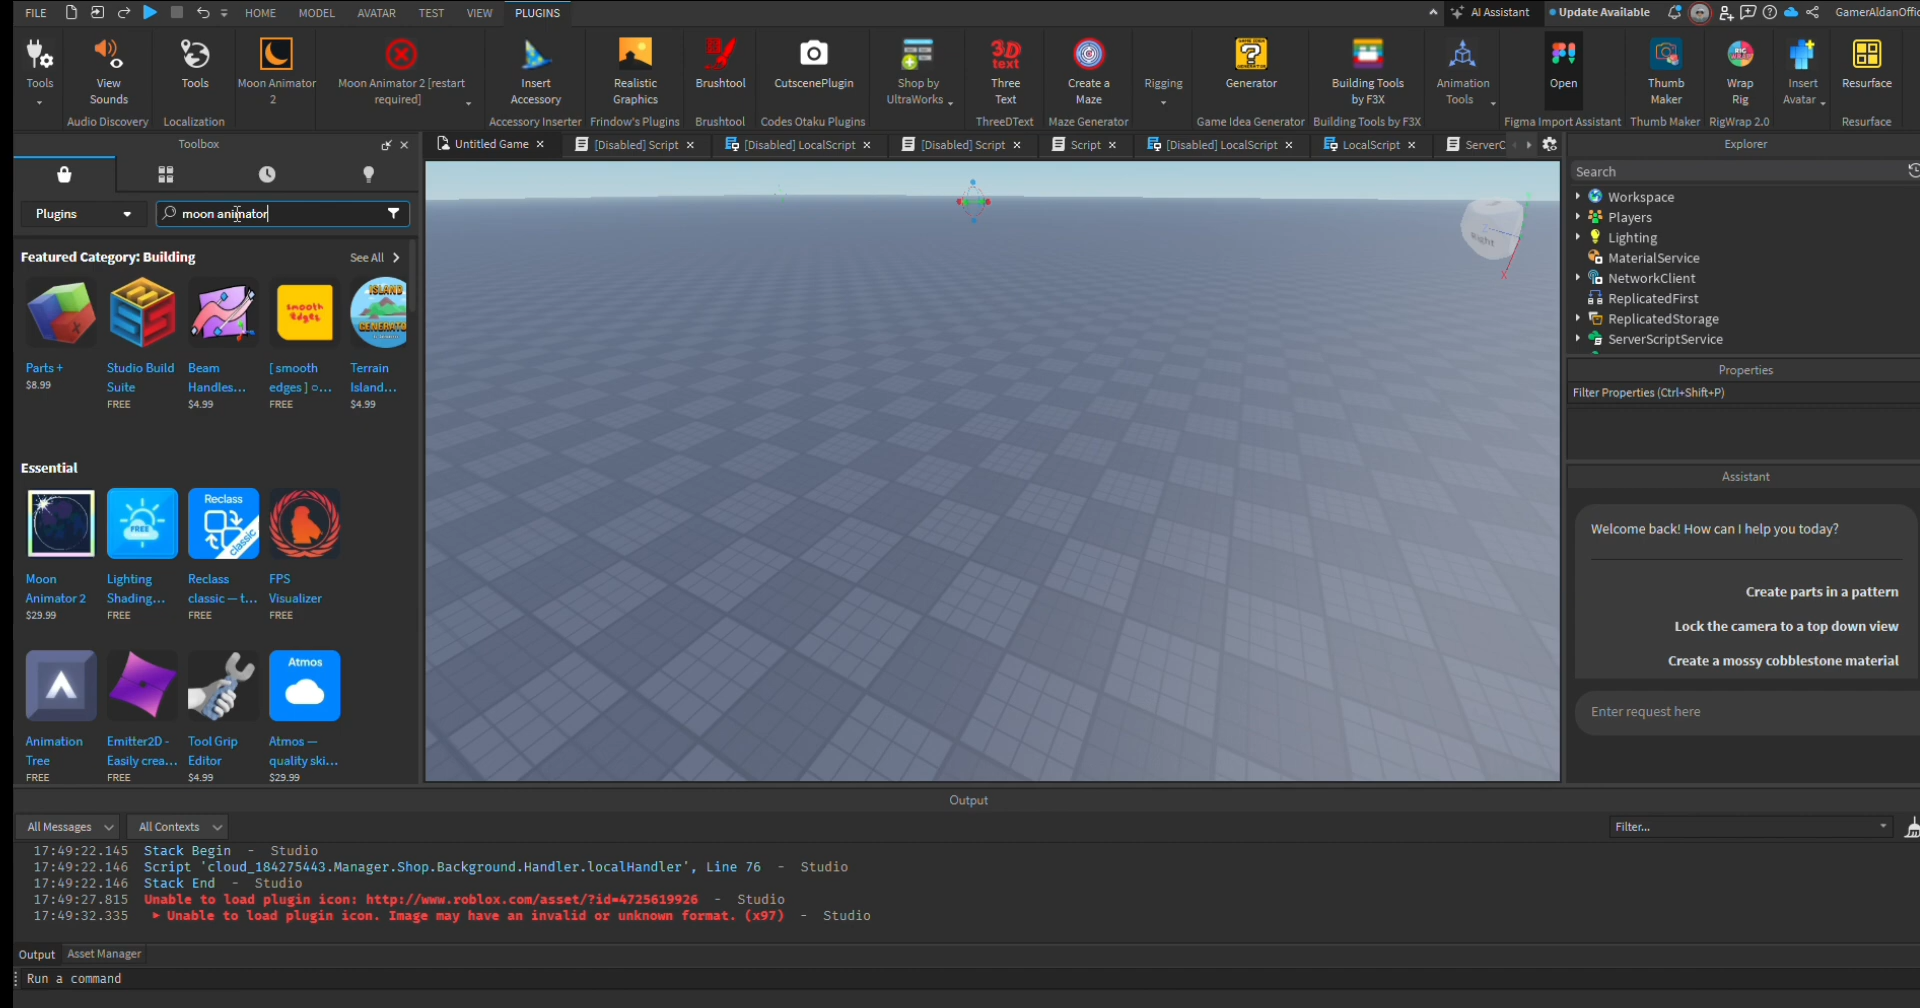 FILE HOME MODEL AVATAR TEST VIEW PLUGINS AI Assistant Update Available GamerAldanOffic
Tools
View
Sounds
Audio Discovery
Tools
Localization
Moon Animator
2
Moon Animator 2 [restart
required]
Insert
Accessory
Accessory Inserter
Realistic
Graphics
Frindow's Plugins
Brushtool
Brushtool
CutscenePlugin
Codes Otaku Plugins
Shop by
UltraWorks
3D
text
Three
Text
ThreeDText
Create a
Maze
Maze Generator
Rigging
Generator
Game Idea Generator
Building Tools
by F3X
Building Tools by F3X
Animation
Tools
Open
Figma Import Assistant
Thumb
Maker
Thumb Maker
Wrap
Rig
RigWrap 2.0
Insert
Avatar
Resurface
Resurface
Toolbox
Untitled Game
[Disabled] Script
[Disabled] LocalScript
[Disabled] Script
Script
[Disabled] LocalScript
LocalScript
ServerC
Plugins
moon animator
Featured Category: Building
See All
smooth
edges
ISLAND
GENERATO
Parts +
$8.99
Studio Build
Suite
FREE
Beam
Handles...
$4.99
[ smooth
edges ] ○...
FREE
Terrain
Island...
$4.99
Essential
FREE
Reclass
classic
Moon
Animator 2
$29.99
Lighting
Shading...
FREE
Reclass
classic — t...
FREE
FPS
Visualizer
FREE
Atmos
Animation
Tree
FREE
Emitter2D -
Easily crea...
FREE
Tool Grip
Editor
$4.99
Atmos —
quality ski...
$29.99
Right
X
Explorer
Search
Workspace
Players
Lighting
MaterialService
NetworkClient
ReplicatedFirst
ReplicatedStorage
ServerScriptService
Properties
Filter Properties (Ctrl+Shift+P)
Assistant
Welcome back! How can I help you today?
Create parts in a pattern
Lock the camera to a top down view
Create a mossy cobblestone material
Enter request here
Output
All Messages All Contexts Filter...
17:49:22.145 Stack Begin - Studio
17:49:22.146 Script 'cloud_184275443.Manager.Shop.Background.Handler.localHandler', Line 76 - Studio
17:49:22.146 Stack End - Studio
17:49:27.815 Unable to load plugin icon: http://www.roblox.com/asset/?id=4725619926 - Studio
17:49:32.335 Unable to load plugin icon. Image may have an invalid or unknown format. (x97) - Studio
Output Asset Manager
Run a command